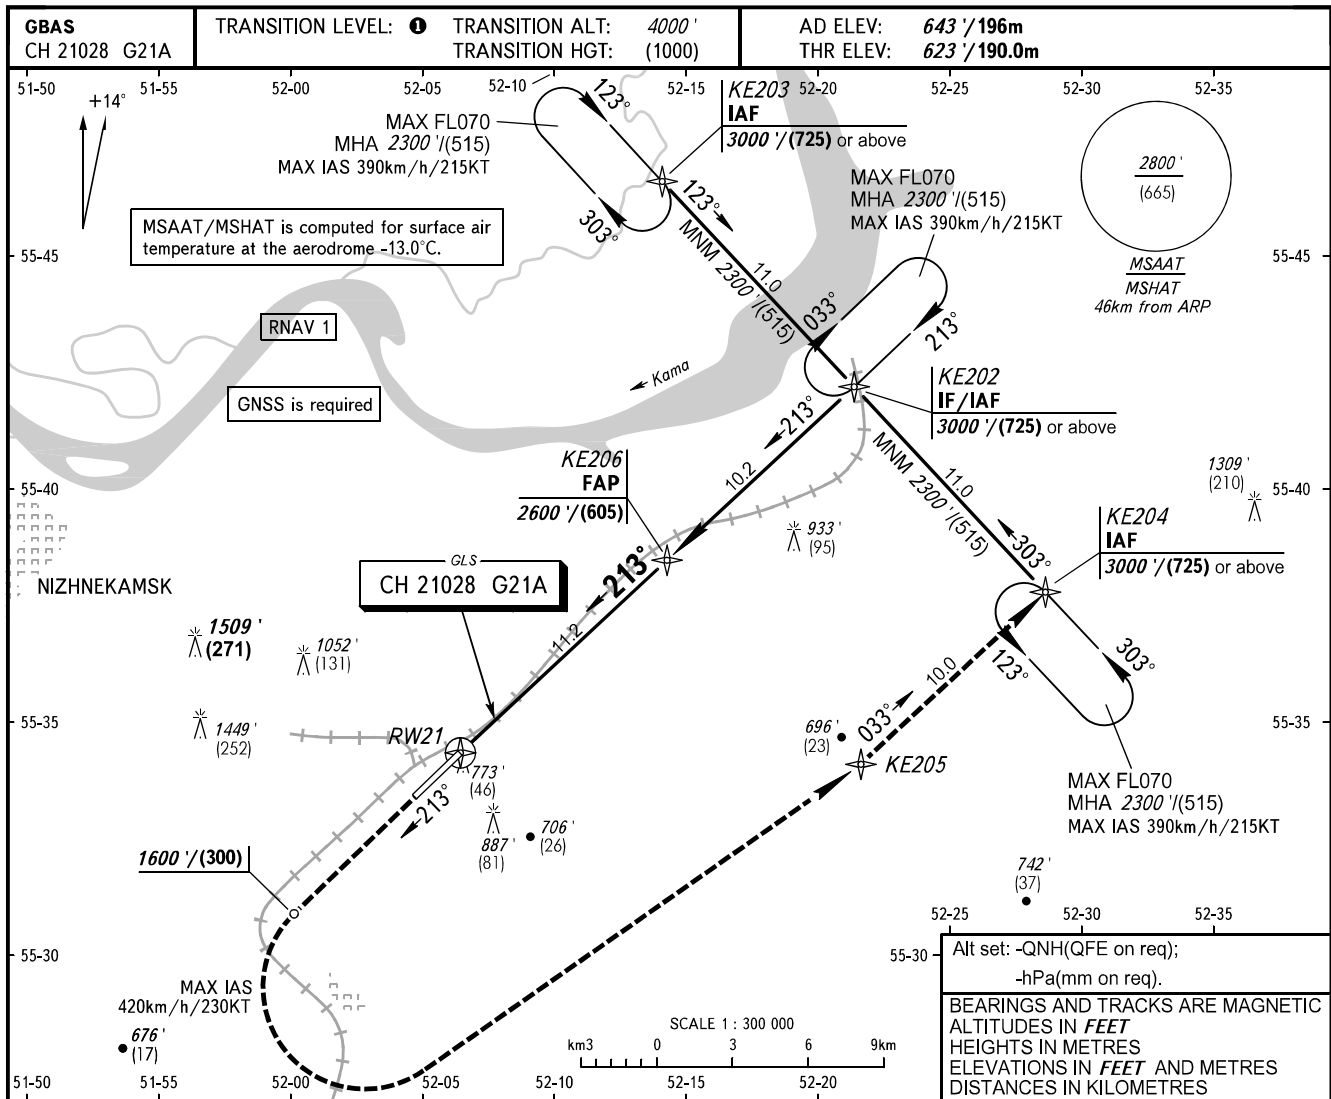 GBAS
CH 21028 G21A
TRANSITION LEVEL: ❶
TRANSITION ALT: 4000 '
TRANSITION HGT: (1000)
AD ELEV: 643 '/196m
THR ELEV: 623 '/190.0m
51-50 51-55 52-00 52-05 52-10 52-15 52-20 52-25 52-30 52-35
+14°
MAX FL070
MHA 2300 '/(515)
MAX IAS 390km/h/215KT
123°
303°
KE203
IAF
3000 '/(725) or above
MAX FL070
MHA 2300 '/(515)
MAX IAS 390km/h/215KT
2800 '
(665)
MSAAT
MSHAT
46km from ARP
MSAAT/MSHAT is computed for surface air
temperature at the aerodrome -13.0°C.
123°
11.0
MNM 2300 '/(515)
033°
213°
55-45
55-45
RNAV 1
GNSS is required
Kama
KE202
IF/IAF
3000 '/(725) or above
213°
10.2
KE206
FAP
2600 '/(605)
11.0
MNM 2300 '/(515)
303°
1309 '
(210)
55-40
55-40
933 '
(95)
KE204
IAF
3000 '/(725) or above
NIZHNEKAMSK
GLS
CH 21028 G21A
213°
11.2
1509 '
(271)
1052 '
(131)
1449 '
(252)
55-35
55-35
RW21
773 '
(46)
213°
887 '
(81)
706 '
(26)
696 '
(23)
033°
10.0
KE205
123°
303°
MAX FL070
MHA 2300 '/(515)
MAX IAS 390km/h/215KT
1600 '/(300)
742 '
(37)
52-25 52-30 52-35
55-30
55-30
MAX IAS
420km/h/230KT
676 '
(17)
SCALE 1 : 300 000
km3 0 3 6 9km
51-50 51-55 52-00 52-05 52-10 52-15 52-20
Alt set: -QNH(QFE on req);
-hPa(mm on req).
BEARINGS AND TRACKS ARE MAGNETIC
ALTITUDES IN FEET
HEIGHTS IN METRES
ELEVATIONS IN FEET AND METRES
DISTANCES IN KILOMETRES